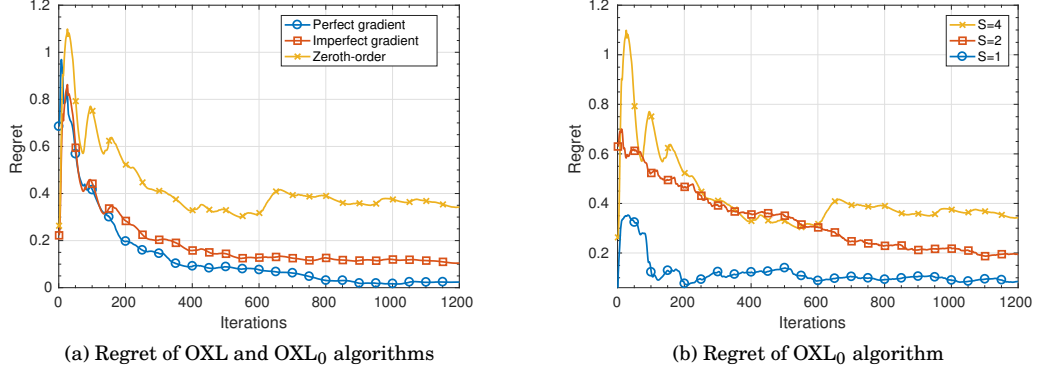 Perfect gradient
Imperfect gradient
Zeroth-order
Regret
1.2
1
0.8
0.6
0.4
0.2
0
0
200
400
600
800
1000
1200
Iterations
(a) Regret of OXL and OXL₀ algorithms
S=4
S=2
S=1
Regret
1
0.8
0.6
0.4
0.2
0
200
400
600
800
1000
1200
Iterations
(b) Regret of OXL₀ algorithm